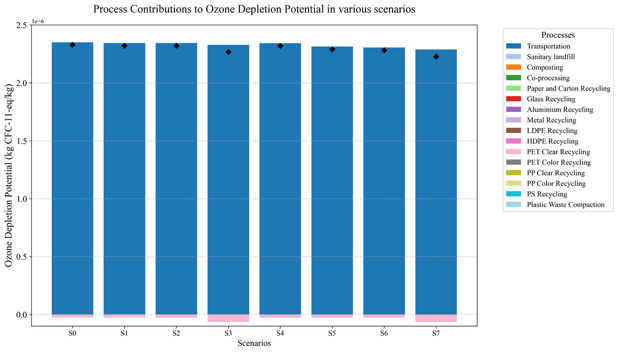 Process Contributions to Ozone Depletion Potential in various scenarios
1e−6
2.5
2.0
1.5
1.0
0.5
0.0
Ozone Depletion Potential (kg CFC-11-eq/kg)
S0 S1 S2 S3 S4 S5 S6 S7
Scenarios
Processes
Transportation
Sanitary landfill
Composting
Co-processing
Paper and Carton Recycling
Glass Recycling
Aluminium Recycling
Metal Recycling
LDPE Recycling
HDPE Recycling
PET Clear Recycling
PET Color Recycling
PP Clear Recycling
PP Color Recycling
PS Recycling
Plastic Waste Compaction